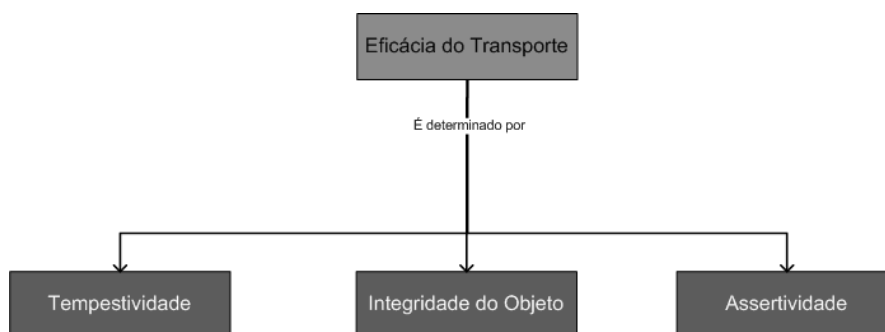 Eficácia do Transporte
É determinado por
Tempestividade
Integridade do Objeto
Assertividade